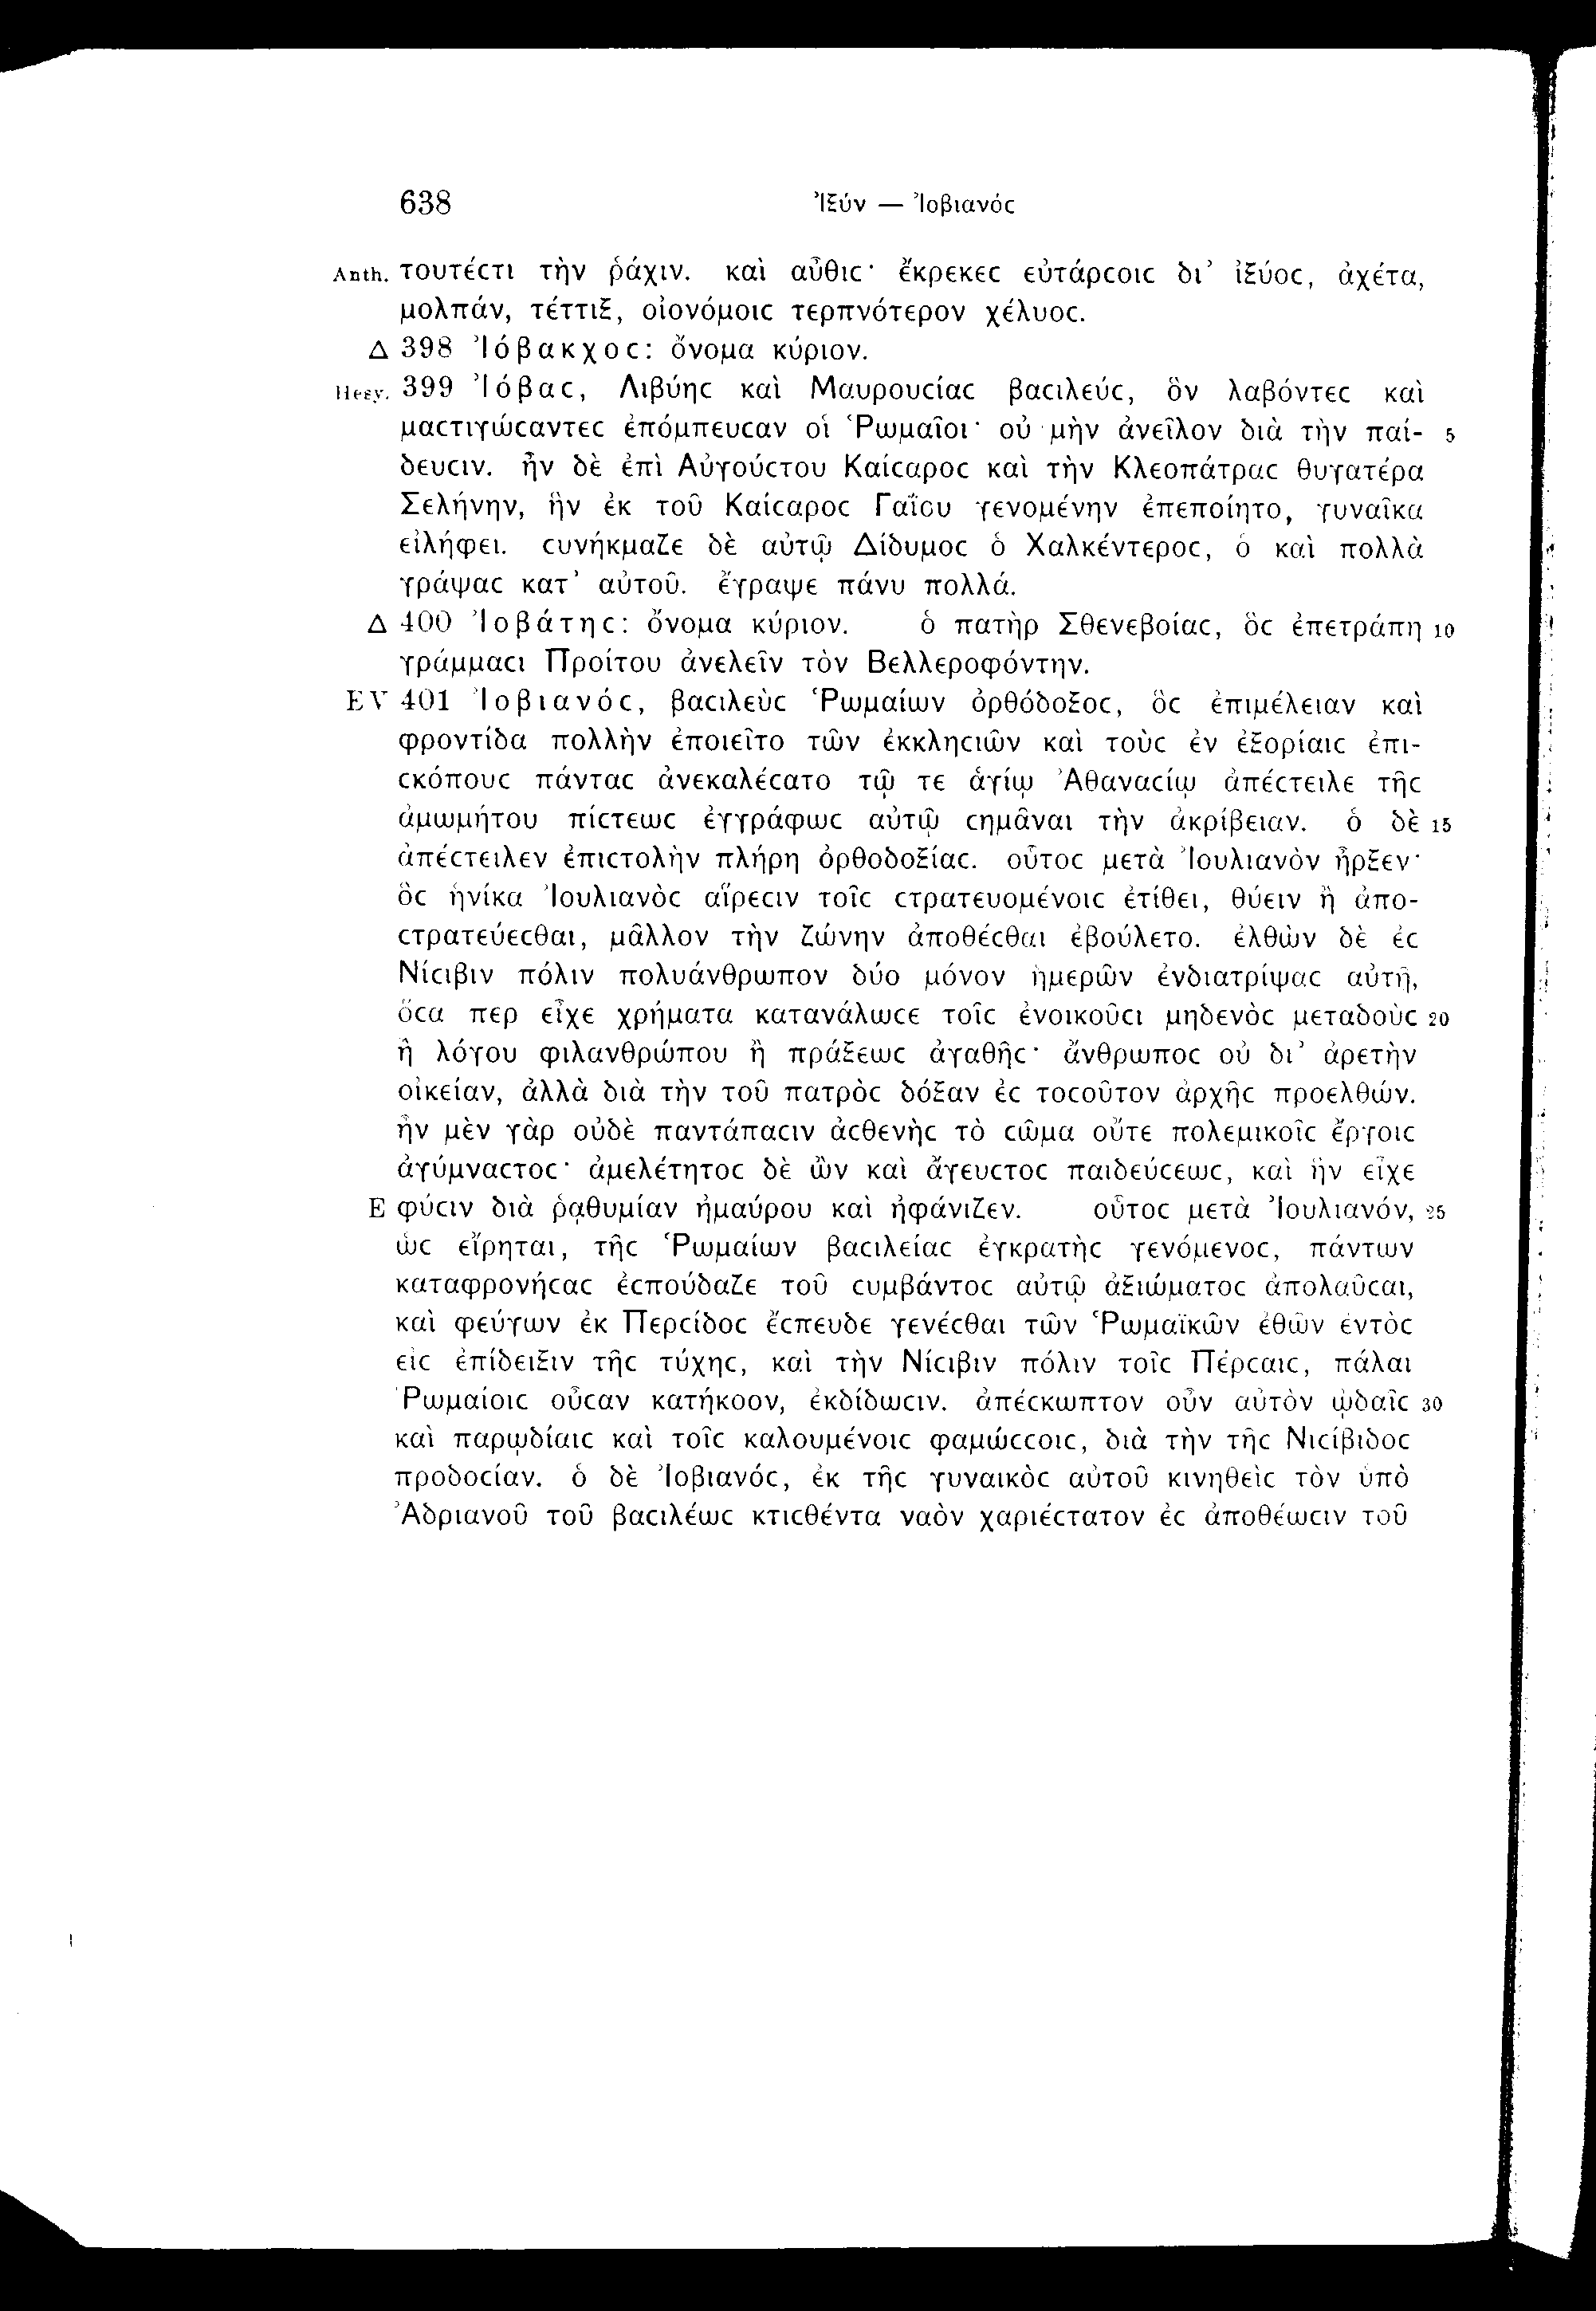 638 Ἰξύν — Ἰοβιανόϲ
Anth. τουτέϲτι τὴν ῥάχιν. καὶ αὖθιϲ· ἔκρεκεϲ εὐτάρϲοιϲ δι’ ἰξύοϲ, ἀχέτα,
μολπάν, τέττιξ, οἰονόμοιϲ τερπνότερον χέλυοϲ.
Δ 398 Ἰόβακχοϲ: ὄνομα κύριον.
Hesy. 399 Ἰόβαϲ, Λιβύηϲ καὶ Μαυρουϲίαϲ βαϲιλεύϲ, ὃν λαβόντεϲ καὶ
μαϲτιγώϲαντεϲ ἐπόμπευϲαν οἱ Ῥωμαῖοι· οὐ μὴν ἀνεῖλον διὰ τὴν παί- 5
δευϲιν. ἦν δὲ ἐπὶ Αὐγούϲτου Καίϲαροϲ καὶ τὴν Κλεοπάτραϲ θυγατέρα
Σελήνην, ἣν ἐκ τοῦ Καίϲαροϲ Γαΐου γενομένην ἐπεποίητο, γυναῖκα
εἰλήφει. ϲυνήκμαζε δὲ αὐτῷ Δίδυμοϲ ὁ Χαλκέντεροϲ, ὁ καὶ πολλὰ
γράψαϲ κατ’ αὐτοῦ. ἔγραψε πάνυ πολλά.
Δ 400 Ἰοβάτηϲ: ὄνομα κύριον. ὁ πατὴρ Σθενεβοίαϲ, ὃϲ ἐπετράπη 10
γράμμαϲι Προίτου ἀνελεῖν τὸν Βελλεροφόντην.
EV 401 Ἰοβιανόϲ, βαϲιλεὺϲ Ῥωμαίων ὀρθόδοξοϲ, ὃϲ ἐπιμέλειαν καὶ
φροντίδα πολλὴν ἐποιεῖτο τῶν ἐκκληϲιῶν καὶ τοὺϲ ἐν ἐξορίαιϲ ἐπι-
ϲκόπουϲ πάνταϲ ἀνεκαλέϲατο τῷ τε ἁγίῳ Ἀθαναϲίῳ ἀπέϲτειλε τῆϲ
ἀμωμήτου πίϲτεωϲ ἐγγράφωϲ αὐτῷ ϲημᾶναι τὴν ἀκρίβειαν. ὁ δὲ 15
ἀπέϲτειλεν ἐπιϲτολὴν πλήρη ὀρθοδοξίαϲ. οὗτοϲ μετὰ Ἰουλιανὸν ἦρξεν·
ὃϲ ἡνίκα Ἰουλιανὸϲ αἵρεϲιν τοῖϲ ϲτρατευομένοιϲ ἐτίθει, θύειν ἢ ἀπο-
ϲτρατεύεϲθαι, μᾶλλον τὴν ζώνην ἀποθέϲθαι ἐβούλετο. ἐλθὼν δὲ ἐϲ
Νίϲιβιν πόλιν πολυάνθρωπον δύο μόνον ἡμερῶν ἐνδιατρίψαϲ αὐτῇ,
ὅϲα περ εἶχε χρήματα κατανάλωϲε τοῖϲ ἐνοικοῦϲι μηδενὸϲ μεταδοὺϲ 20
ἢ λόγου φιλανθρώπου ἢ πράξεωϲ ἀγαθῆϲ· ἄνθρωποϲ οὐ δι’ ἀρετὴν
οἰκείαν, ἀλλὰ διὰ τὴν τοῦ πατρὸϲ δόξαν ἐϲ τοϲοῦτον ἀρχῆϲ προελθών.
ἦν μὲν γὰρ οὐδὲ παντάπαϲιν ἀϲθενὴϲ τὸ ϲῶμα οὔτε πολεμικοῖϲ ἔργοιϲ
ἀγύμναϲτοϲ· ἀμελέτητοϲ δὲ ὢν καὶ ἄγευϲτοϲ παιδεύϲεωϲ, καὶ ἣν εἶχε
E φύϲιν διὰ ῥᾳθυμίαν ἠμαύρου καὶ ἠφάνιζεν. οὗτοϲ μετὰ Ἰουλιανόν, 25
ὡϲ εἴρηται, τῆϲ Ῥωμαίων βαϲιλείαϲ ἐγκρατὴϲ γενόμενοϲ, πάντων
καταφρονήϲαϲ ἐϲπούδαζε τοῦ ϲυμβάντοϲ αὐτῷ ἀξιώματοϲ ἀπολαῦϲαι,
καὶ φεύγων ἐκ Περϲίδοϲ ἔϲπευδε γενέϲθαι τῶν Ῥωμαϊκῶν ἐθῶν ἐντὸϲ
εἰϲ ἐπίδειξιν τῆϲ τύχηϲ, καὶ τὴν Νίϲιβιν πόλιν τοῖϲ Πέρϲαιϲ, πάλαι
Ῥωμαίοιϲ οὖϲαν κατήκοον, ἐκδίδωϲιν. ἀπέϲκωπτον οὖν αὐτὸν ᾠδαῖϲ 30
καὶ παρῳδίαιϲ καὶ τοῖϲ καλουμένοιϲ φαμώϲϲοιϲ, διὰ τὴν τῆϲ Νιϲίβιδοϲ
προδοϲίαν. ὁ δὲ Ἰοβιανόϲ, ἐκ τῆϲ γυναικὸϲ αὐτοῦ κινηθεὶϲ τὸν ὑπὸ
Ἀδριανοῦ τοῦ βαϲιλέωϲ κτιϲθέντα ναὸν χαριέϲτατον ἐϲ ἀποθέωϲιν τοῦ